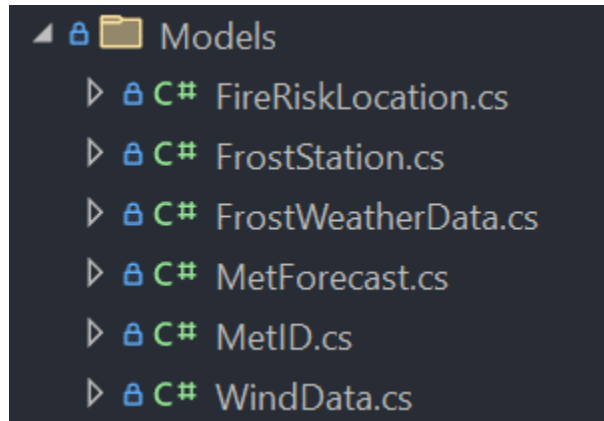 Models
C# FireRiskLocation.cs
C# FrostStation.cs
C# FrostWeatherData.cs
C# MetForecast.cs
C# MetID.cs
C# WindData.cs